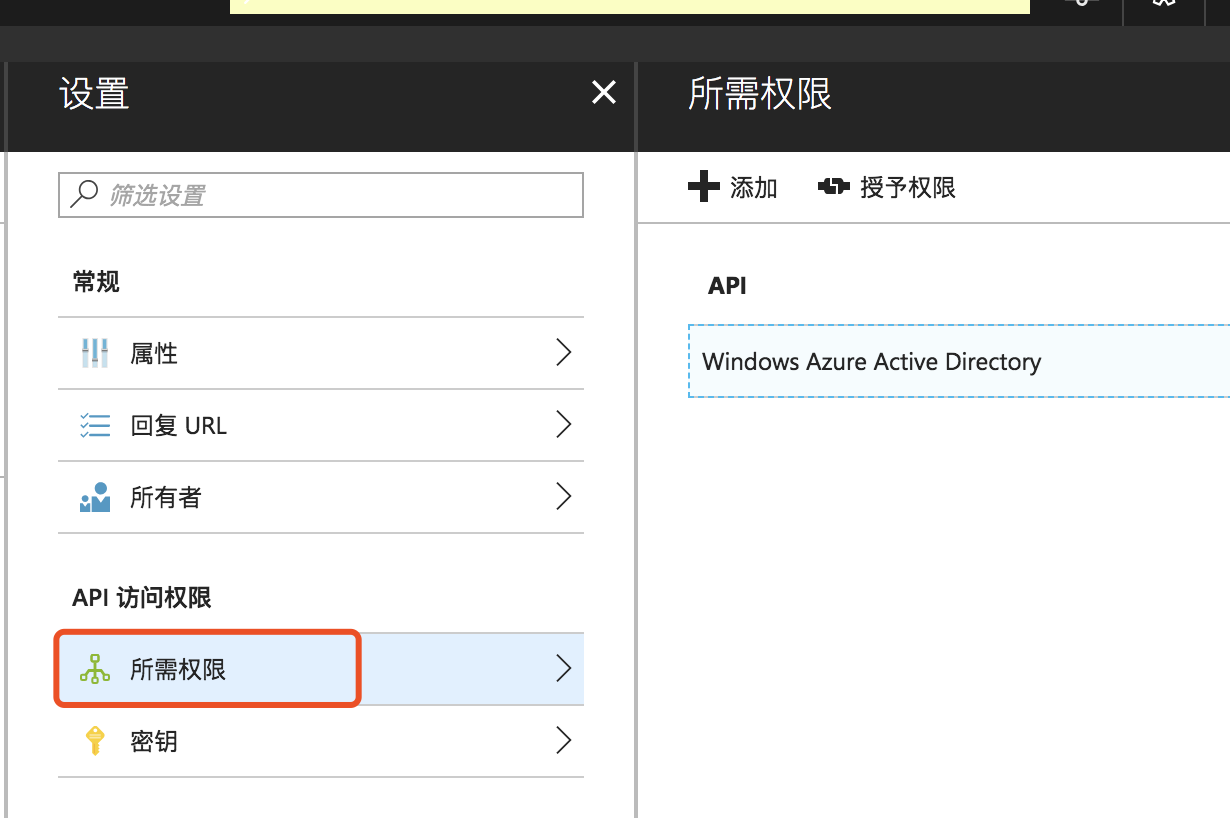 设置
筛选设置
常规
属性
回复 URL
所有者
API 访问权限
所需权限
密钥
所需权限
添加
授予权限
API
Windows Azure Active Directory